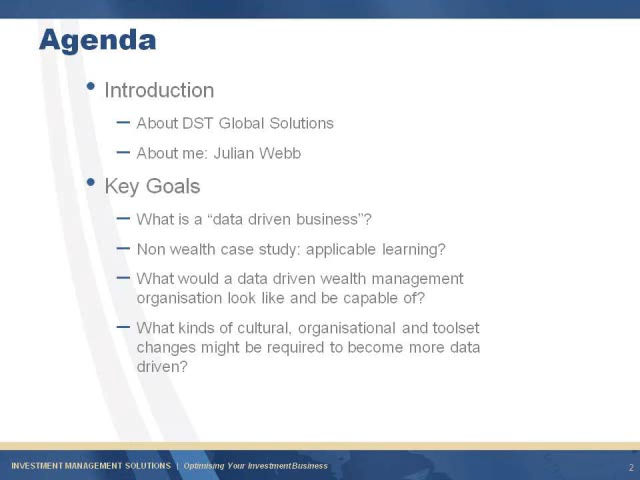 Agenda
• Introduction
– About DST Global Solutions
– About me: Julian Webb
• Key Goals
– What is a “data driven business”?
– Non wealth case study: applicable learning?
– What would a data driven wealth management
organisation look like and be capable of?
– What kinds of cultural, organisational and toolset
changes might be required to become more data
driven?
INVESTMENT MANAGEMENT SOLUTIONS | Optimising Your Investment Business
2